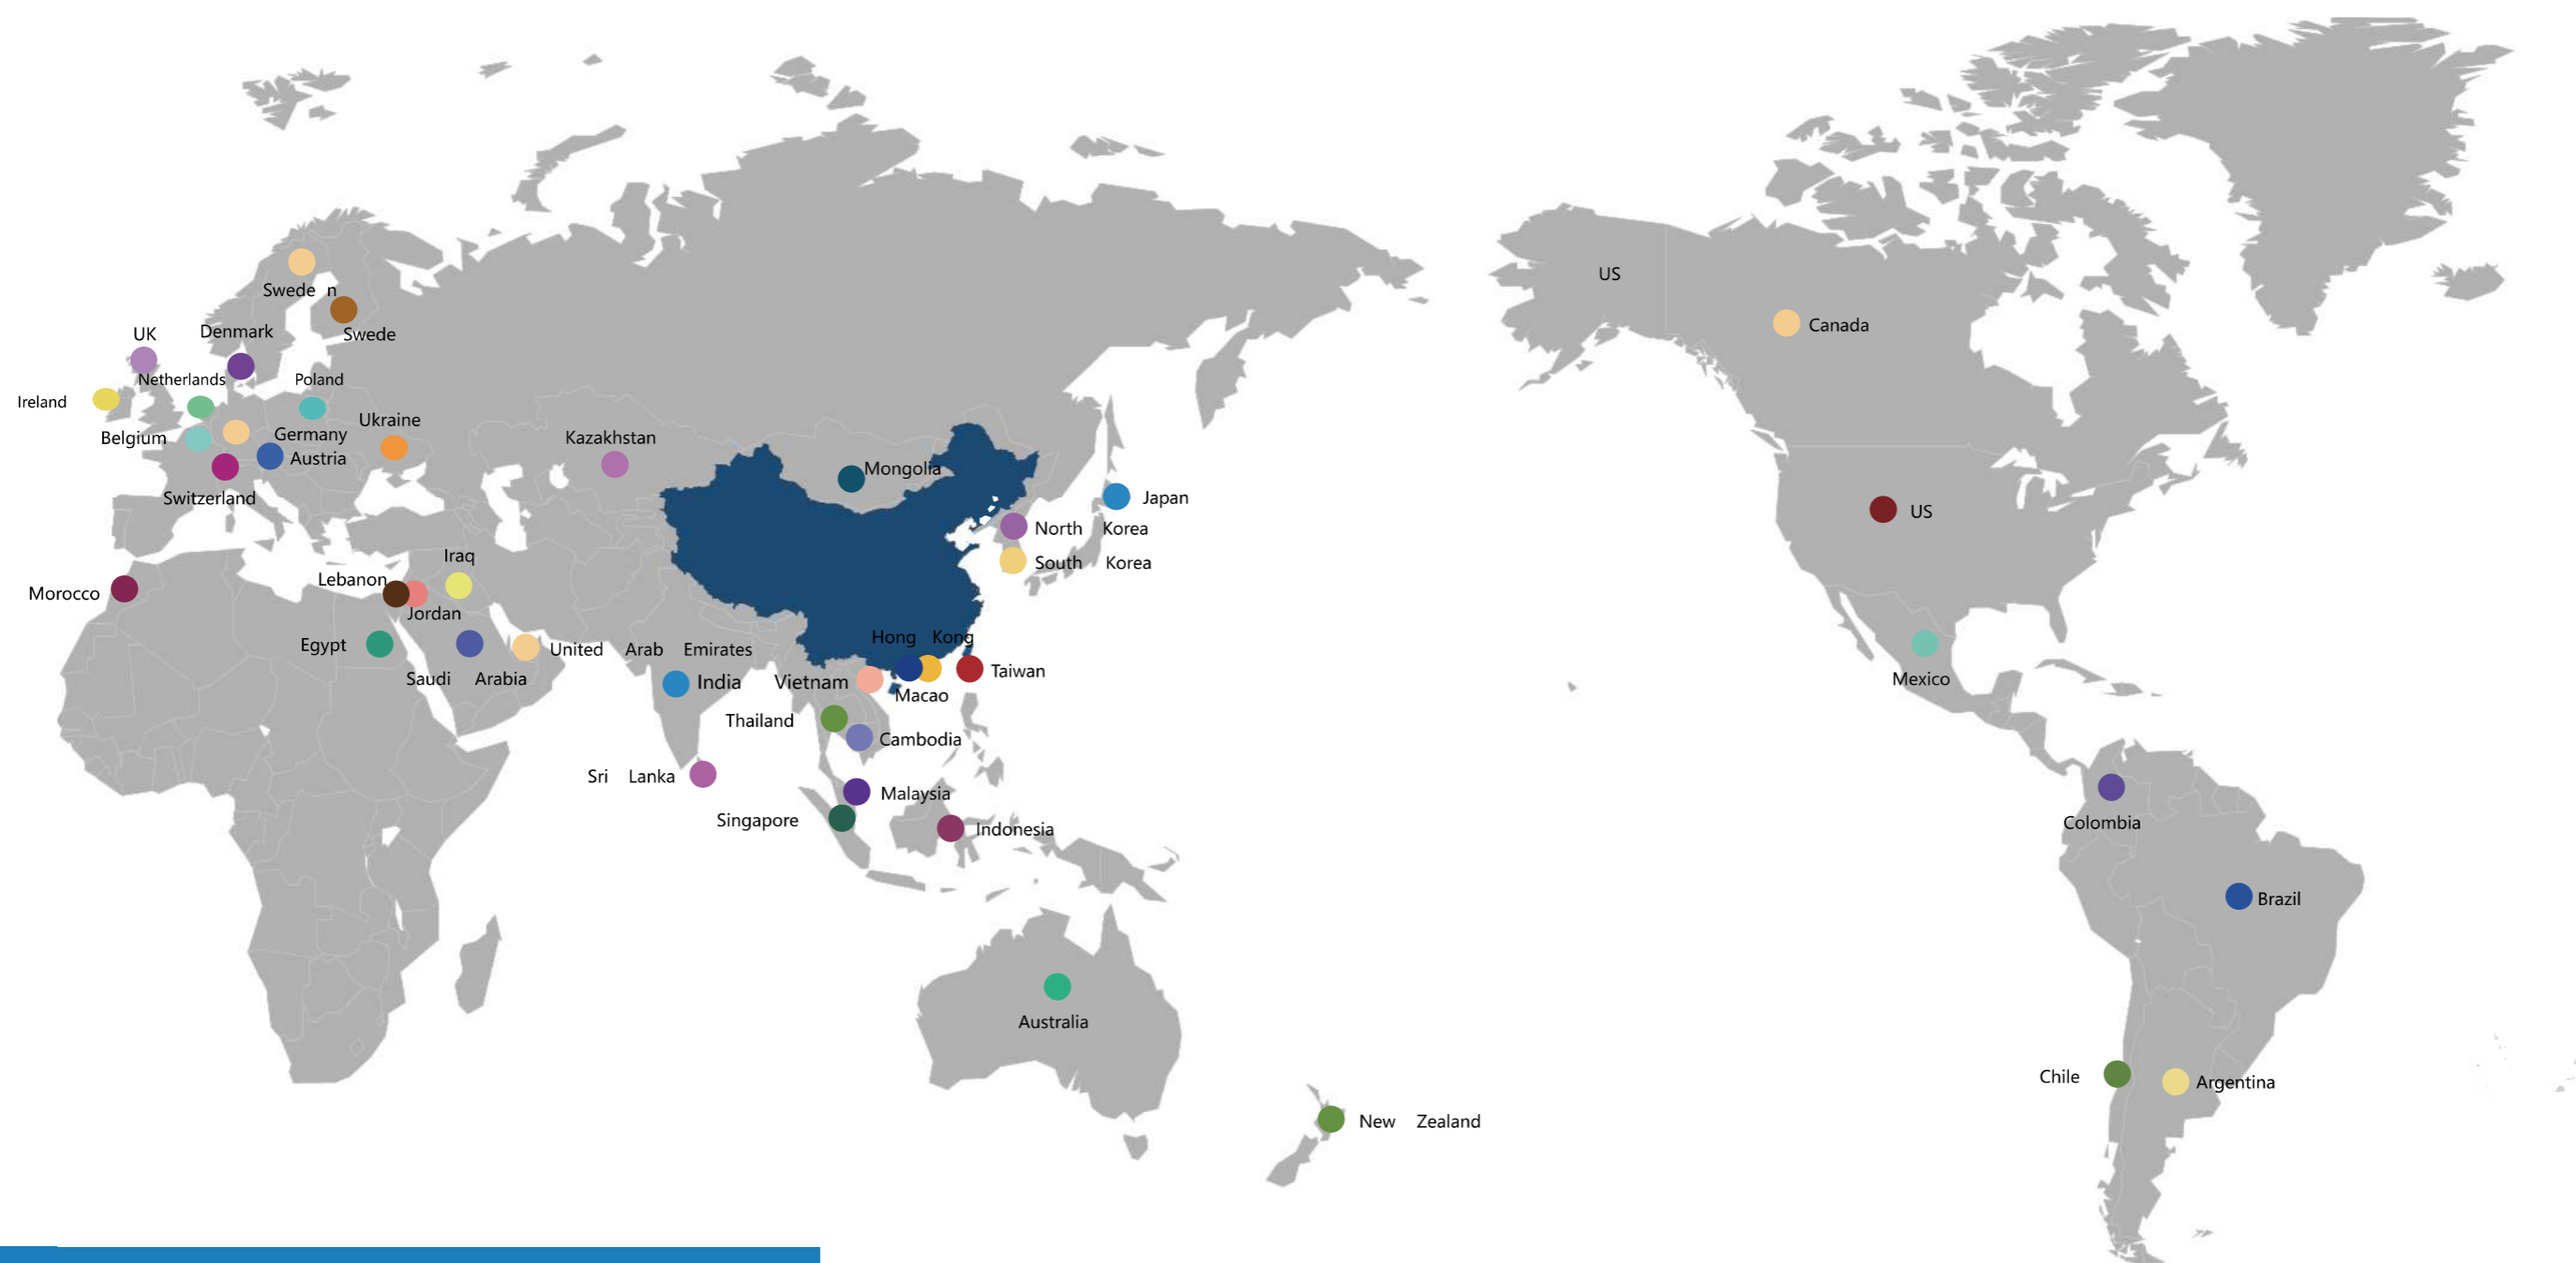 US
Swede n
Canada
UK
Denmark
Swede
Netherlands
Poland
Ireland
Ukraine
Belgium
Germany
Kazakhstan
Austria
Mongolia
Switzerland
Japan
US
North Korea
Iraq
South Korea
Lebanon
Morocco
Jordan
Hong Kong
Egypt
United Arab Emirates
Taiwan
Saudi Arabia
India
Vietnam
Mexico
Macao
Thailand
Cambodia
Sri Lanka
Malaysia
Singapore
Colombia
Indonesia
Brazil
Australia
Chile
Argentina
New Zealand